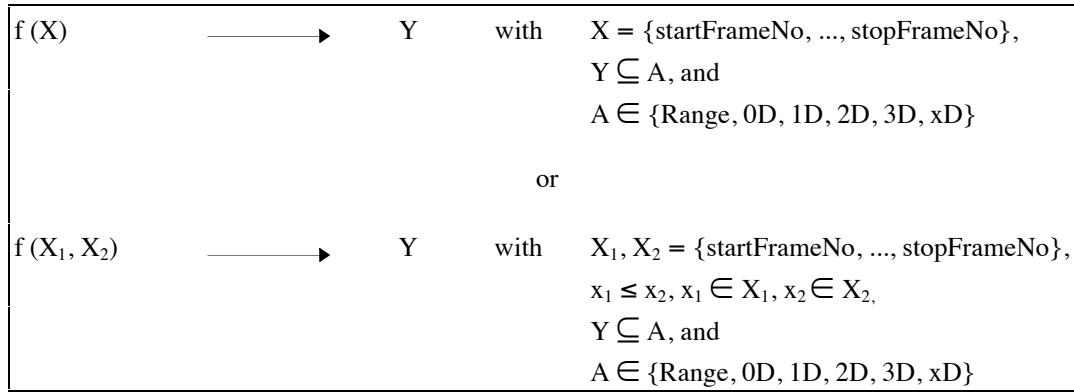 f (X) Y with X = {startFrameNo, ..., stopFrameNo},
Y ⊆ A, and
A ∈ {Range, 0D, 1D, 2D, 3D, xD}
or
f (X₁, X₂) Y with X₁, X₂ = {startFrameNo, ..., stopFrameNo},
x₁ ≤ x₂, x₁ ∈ X₁, x₂ ∈ X₂,
Y ⊆ A, and
A ∈ {Range, 0D, 1D, 2D, 3D, xD}